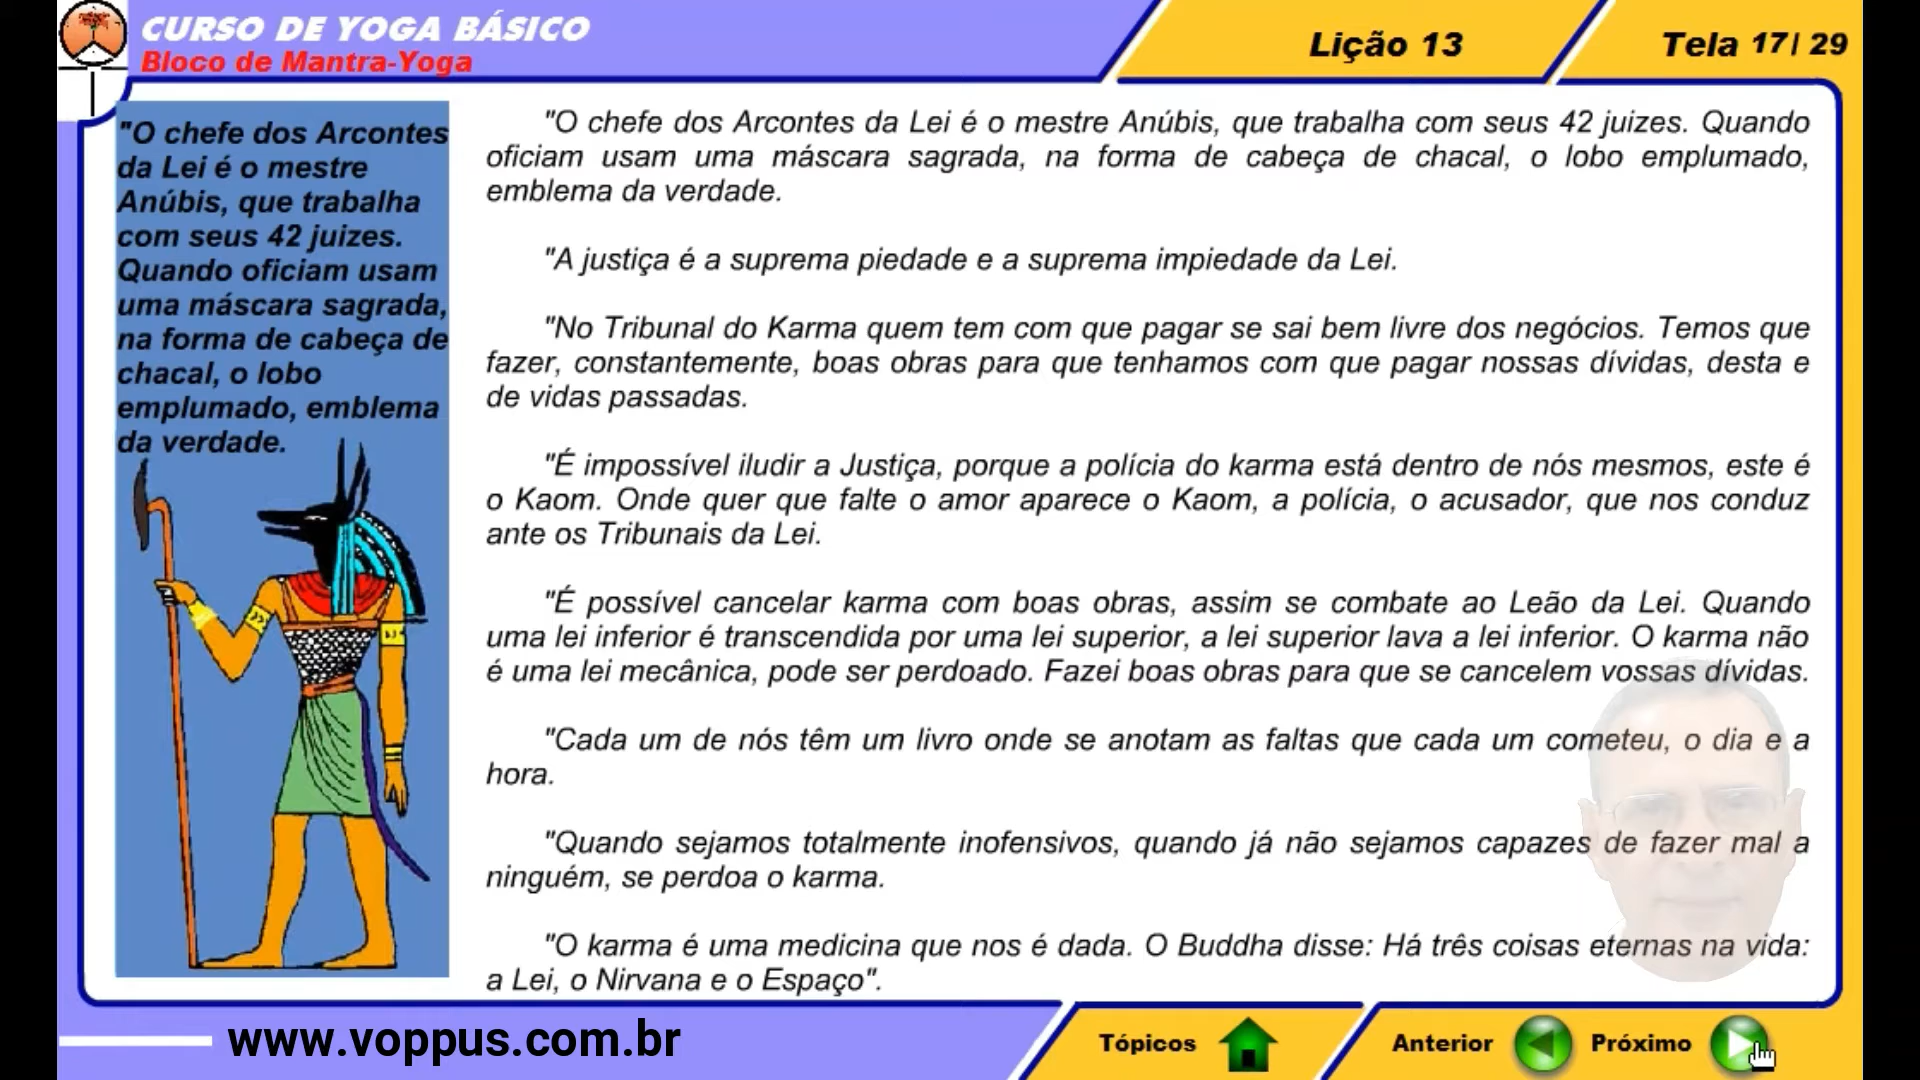 CURSO DE YOGA BÁSICO
Bloco de Mantra-Yoga
Lição 13
Tela 17/ 29
"O chefe dos Arcontes
da Lei é o mestre
Anúbis, que trabalha
com seus 42 juizes.
Quando oficiam usam
uma máscara sagrada,
na forma de cabeça de
chacal, o lobo
emplumado, emblema
da verdade.
"O chefe dos Arcontes da Lei é o mestre Anúbis, que trabalha com seus 42 juizes. Quando
oficiam usam uma máscara sagrada, na forma de cabeça de chacal, o lobo emplumado,
emblema da verdade.
"A justiça é a suprema piedade e a suprema impiedade da Lei.
"No Tribunal do Karma quem tem com que pagar se sai bem livre dos negócios. Temos que
fazer, constantemente, boas obras para que tenhamos com que pagar nossas dívidas, desta e
de vidas passadas.
"É impossível iludir a Justiça, porque a polícia do karma está dentro de nós mesmos, este é
o Kaom. Onde quer que falte o amor aparece o Kaom, a polícia, o acusador, que nos conduz
ante os Tribunais da Lei.
"É possível cancelar karma com boas obras, assim se combate ao Leão da Lei. Quando
uma lei inferior é transcendida por uma lei superior, a lei superior lava a lei inferior. O karma não
é uma lei mecânica, pode ser perdoado. Fazei boas obras para que se cancelem vossas dívidas.
"Cada um de nós têm um livro onde se anotam as faltas que cada um cometeu, o dia e a
hora.
"Quando sejamos totalmente inofensivos, quando já não sejamos capazes de fazer mal a
ninguém, se perdoa o karma.
"O karma é uma medicina que nos é dada. O Buddha disse: Há três coisas eternas na vida:
a Lei, o Nirvana e o Espaço".
www.voppus.com.br
Tópicos
Anterior
Próximo